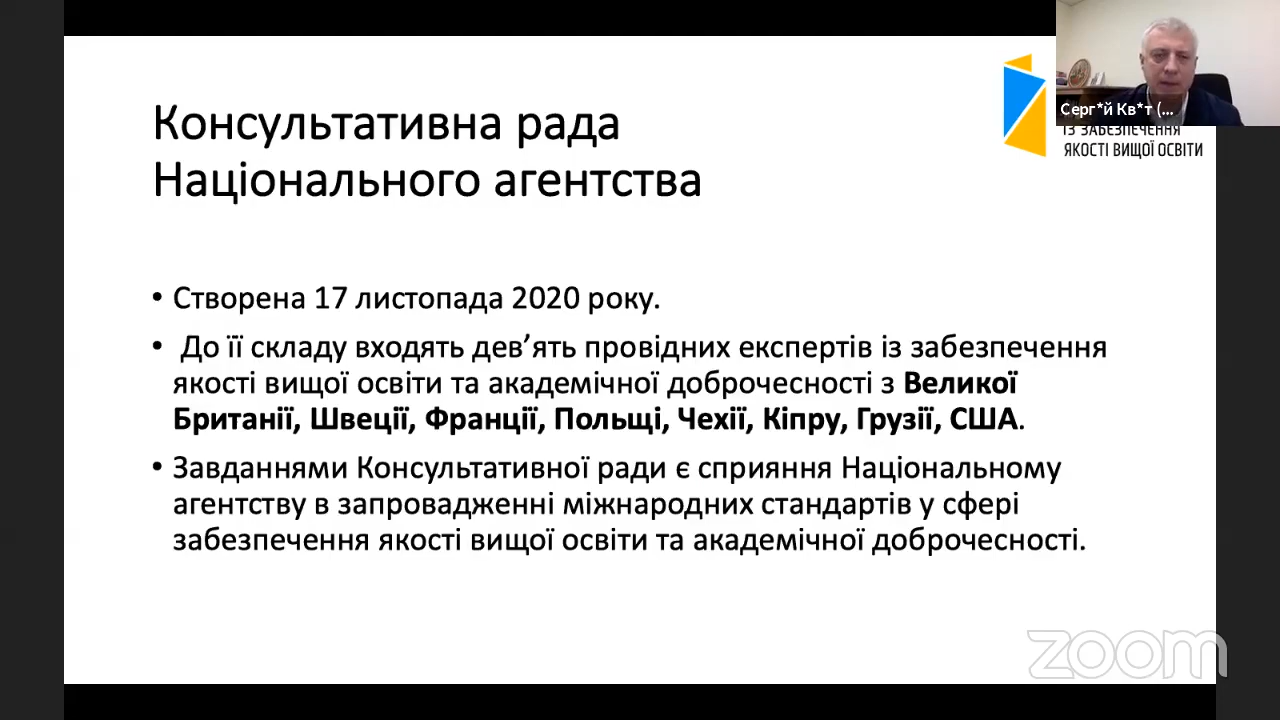 Консультативна рада
Національного агентства
Серг*й Кв*т (...
ІЗ ЗАБЕЗПЕЧЕННЯ
ЯКОСТІ ВИЩОЇ ОСВІТИ
• Створена 17 листопада 2020 року.
• До її складу входять дев’ять провідних експертів із забезпечення
якості вищої освіти та академічної доброчесності з Великої
Британії, Швеції, Франції, Польщі, Чехії, Кіпру, Грузії, США.
• Завданнями Консультативної ради є сприяння Національному
агентству в запровадженні міжнародних стандартів у сфері
забезпечення якості вищої освіти та академічної доброчесності.
zoom